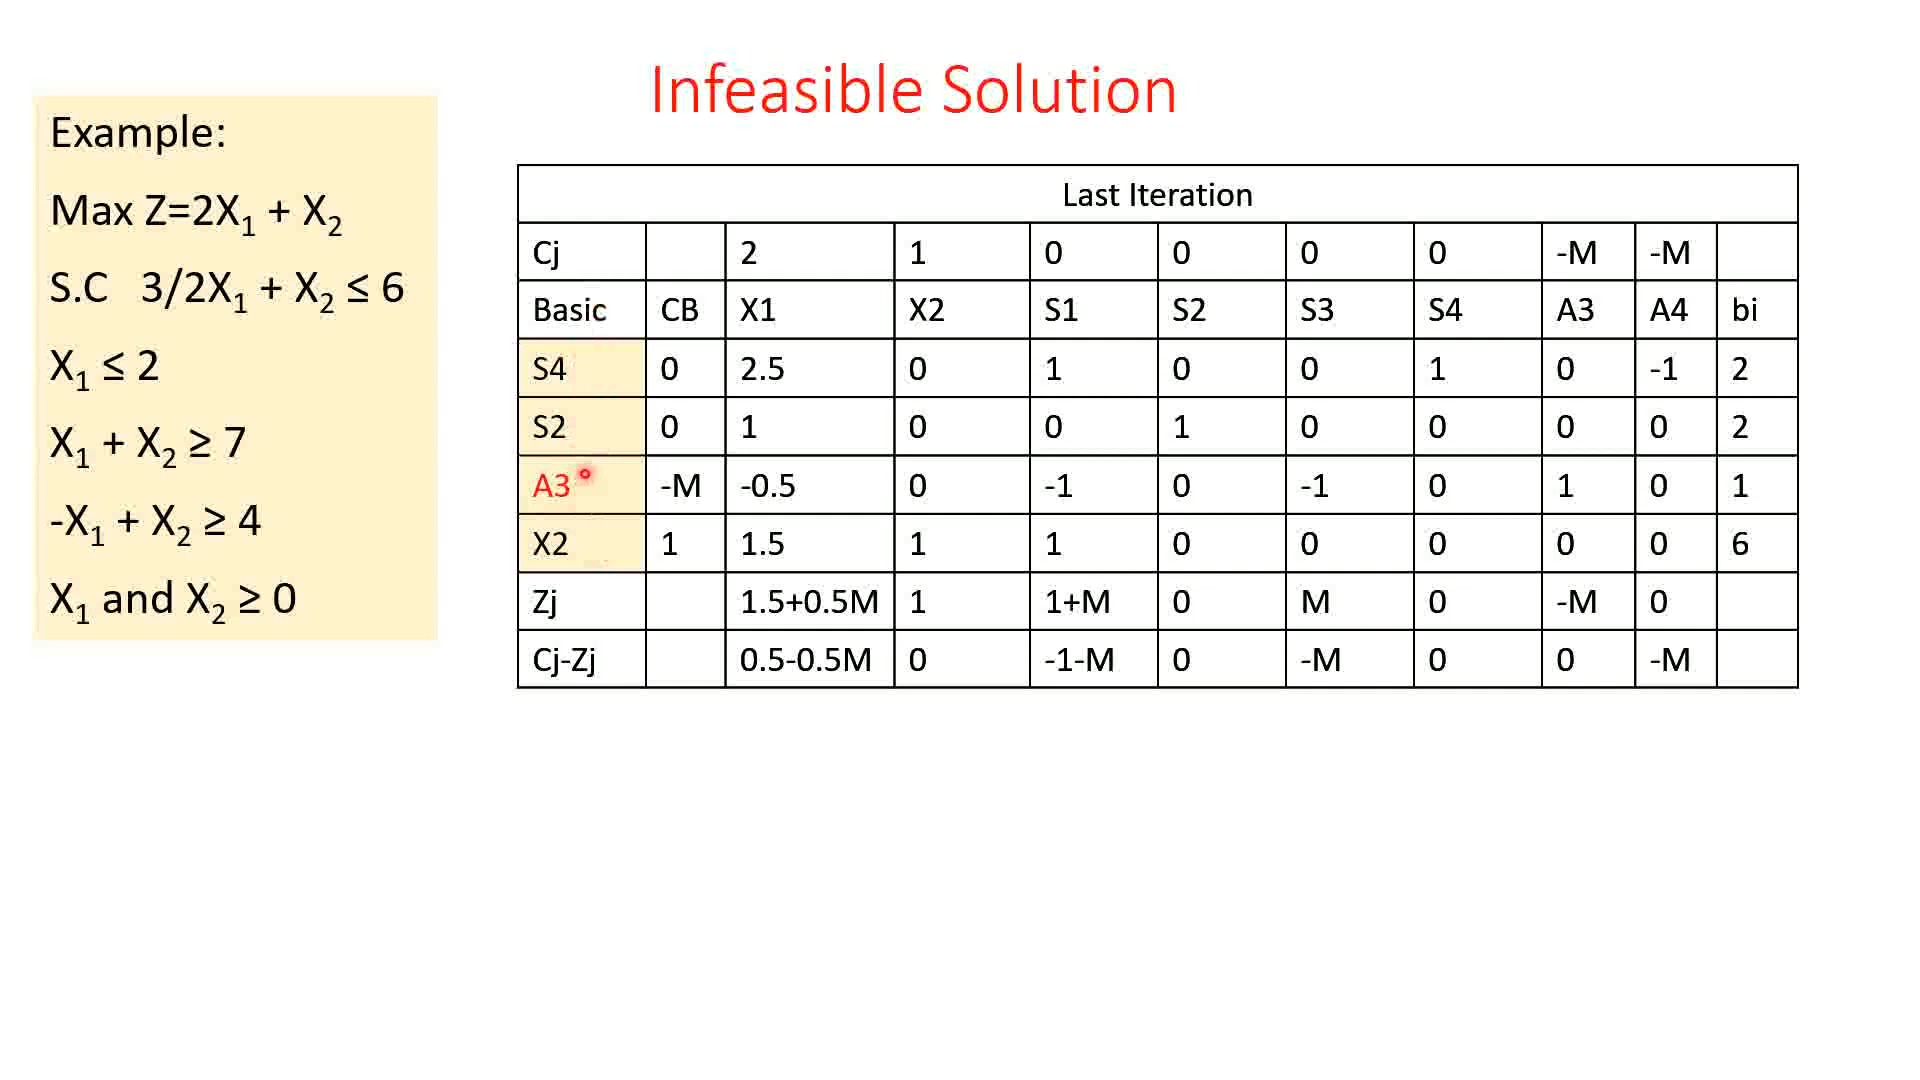 Infeasible Solution
Example:
Max Z=2X₁ + X₂
S.C 3/2X₁ + X₂ ≤ 6
X₁ ≤ 2
X₁ + X₂ ≥ 7
-X₁ + X₂ ≥ 4
X₁ and X₂ ≥ 0
Last Iteration
Cj 2 1 0 0 0 0 -M -M
Basic CB X1 X2 S1 S2 S3 S4 A3 A4 bi
S4 0 2.5 0 1 0 0 1 0 -1 2
S2 0 1 0 0 1 0 0 0 0 2
A3 -M -0.5 0 -1 0 -1 0 1 0 1
X2 1 1.5 1 1 0 0 0 0 0 6
Zj 1.5+0.5M 1 1+M 0 M 0 -M 0
Cj-Zj 0.5-0.5M 0 -1-M 0 -M 0 0 -M